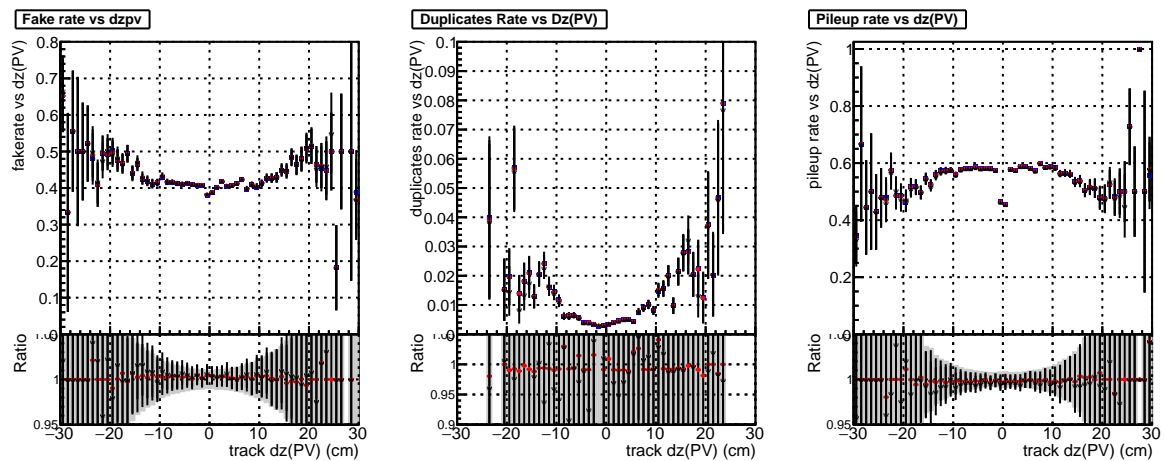 Fake rate vs dzpv
fakerate vs dz(PV)
0.8
0.7
0.6
0.5
0.4
0.3
0.2
0.1
Ratio
1
0.95
−30 −20 −10 0 10 20 30
track dz(PV) (cm)
Duplicates Rate vs Dz(PV)
duplicates rate vs dz(PV)
0.1
0.09
0.08
0.07
0.06
0.05
0.04
0.03
0.02
0.01
0
Ratio
1
−30 −20 −10 0 10 20 30
track dz(PV) (cm)
Pileup rate vs dz(PV)
pileup rate vs dz(PV)
1
0.8
0.6
0.4
0.2
0
Ratio
1
0.95
−30 −20 −10 0 10 20 30
track dz(PV) (cm)